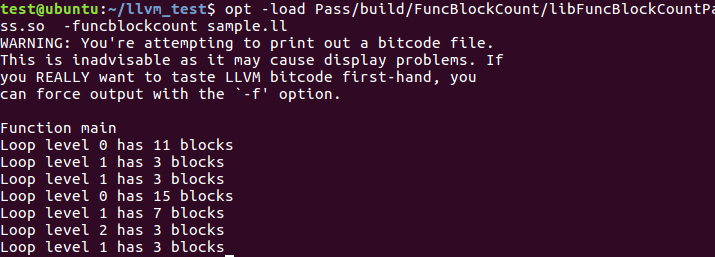 test@ubuntu:~/llvm_test$ opt -load Pass/build/FuncBlockCount/libFuncBlockCountPa
ss.so  -funcblockcount sample.ll
WARNING: You're attempting to print out a bitcode file.
This is inadvisable as it may cause display problems. If
you REALLY want to taste LLVM bitcode first-hand, you
can force output with the `-f' option.

Function main
Loop level 0 has 11 blocks
Loop level 1 has 3 blocks
Loop level 1 has 3 blocks
Loop level 0 has 15 blocks
Loop level 1 has 7 blocks
Loop level 2 has 3 blocks
Loop level 1 has 3 blocks